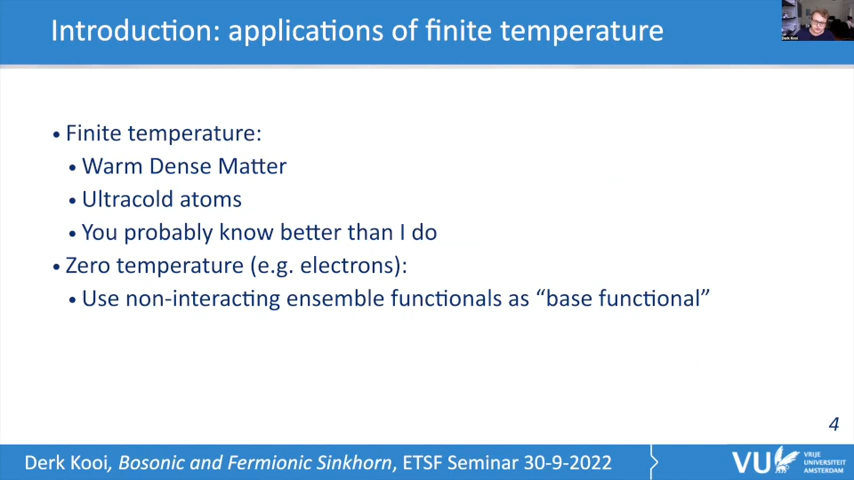 Introduction: applications of finite temperature
Derk Kooi
• Finite temperature:
• Warm Dense Matter
• Ultracold atoms
• You probably know better than I do
• Zero temperature (e.g. electrons):
• Use non-interacting ensemble functionals as “base functional”
4
Derk Kooi, Bosonic and Fermionic Sinkhorn, ETSF Seminar 30-9-2022
VU
VRIJE
UNIVERSITEIT
AMSTERDAM